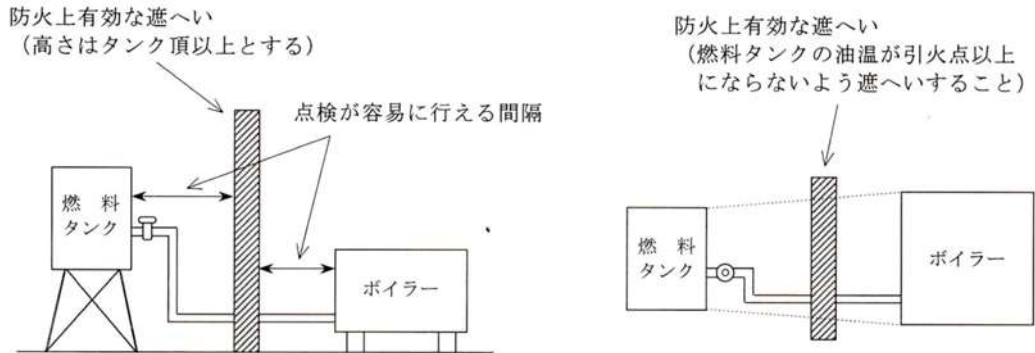 防火上有効な遮へい
（高さはタンク頂以上とする）
点検が容易に行える間隔
燃 料
タンク
ボイラー
防火上有効な遮へい
（燃料タンクの油温が引火点以上
にならないよう遮へいすること）
燃 料
タンク
ボイラー